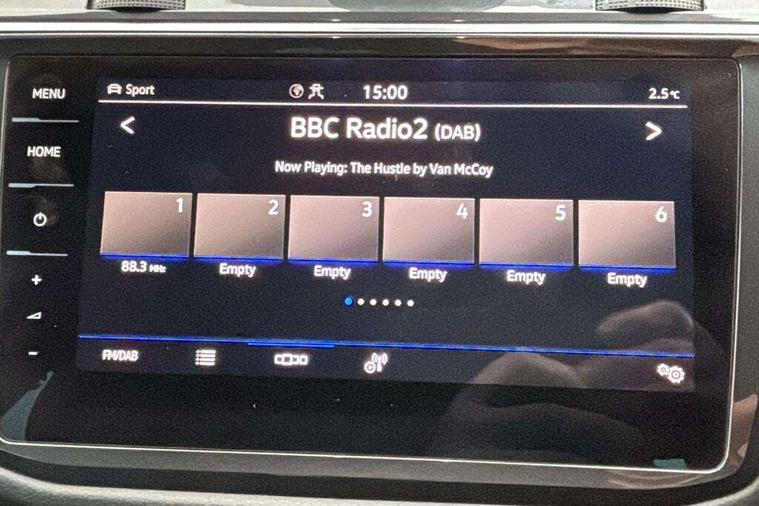 MENU
HOME
Sport 15:00 2.5 °C
< BBC Radio2 (DAB) >
Now Playing: The Hustle by Van McCoy
1 2 3 4 5 6
88.3 MHz Empty Empty Empty Empty Empty
+
-
FM/DAB